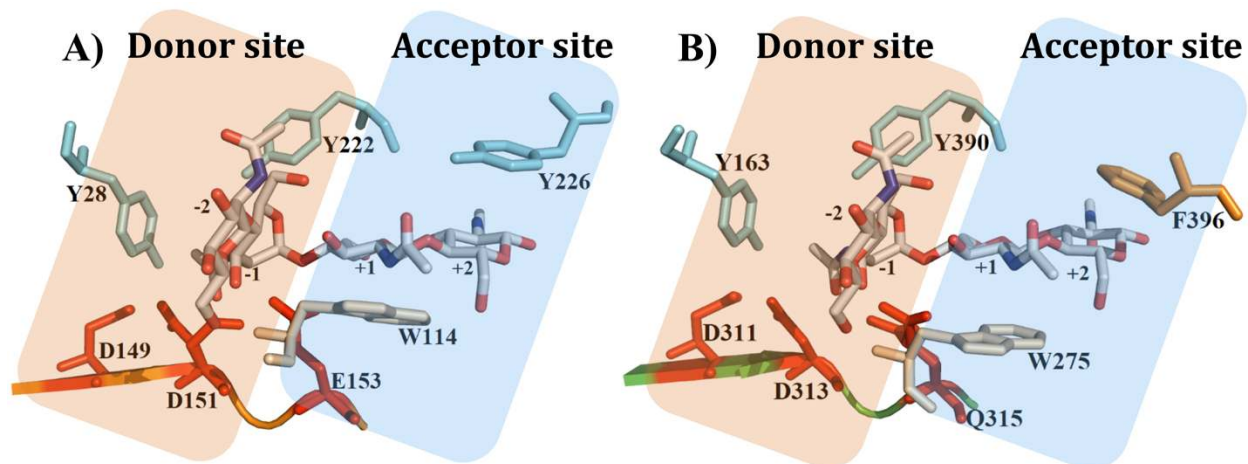 A) Donor site Acceptor site
Y28
Y222
Y226
-2
-1
+1
+2
W114
D149
D151
E153
B) Donor site Acceptor site
Y163
Y390
F396
-2
-1
+1
+2
W275
D311
D313
Q315